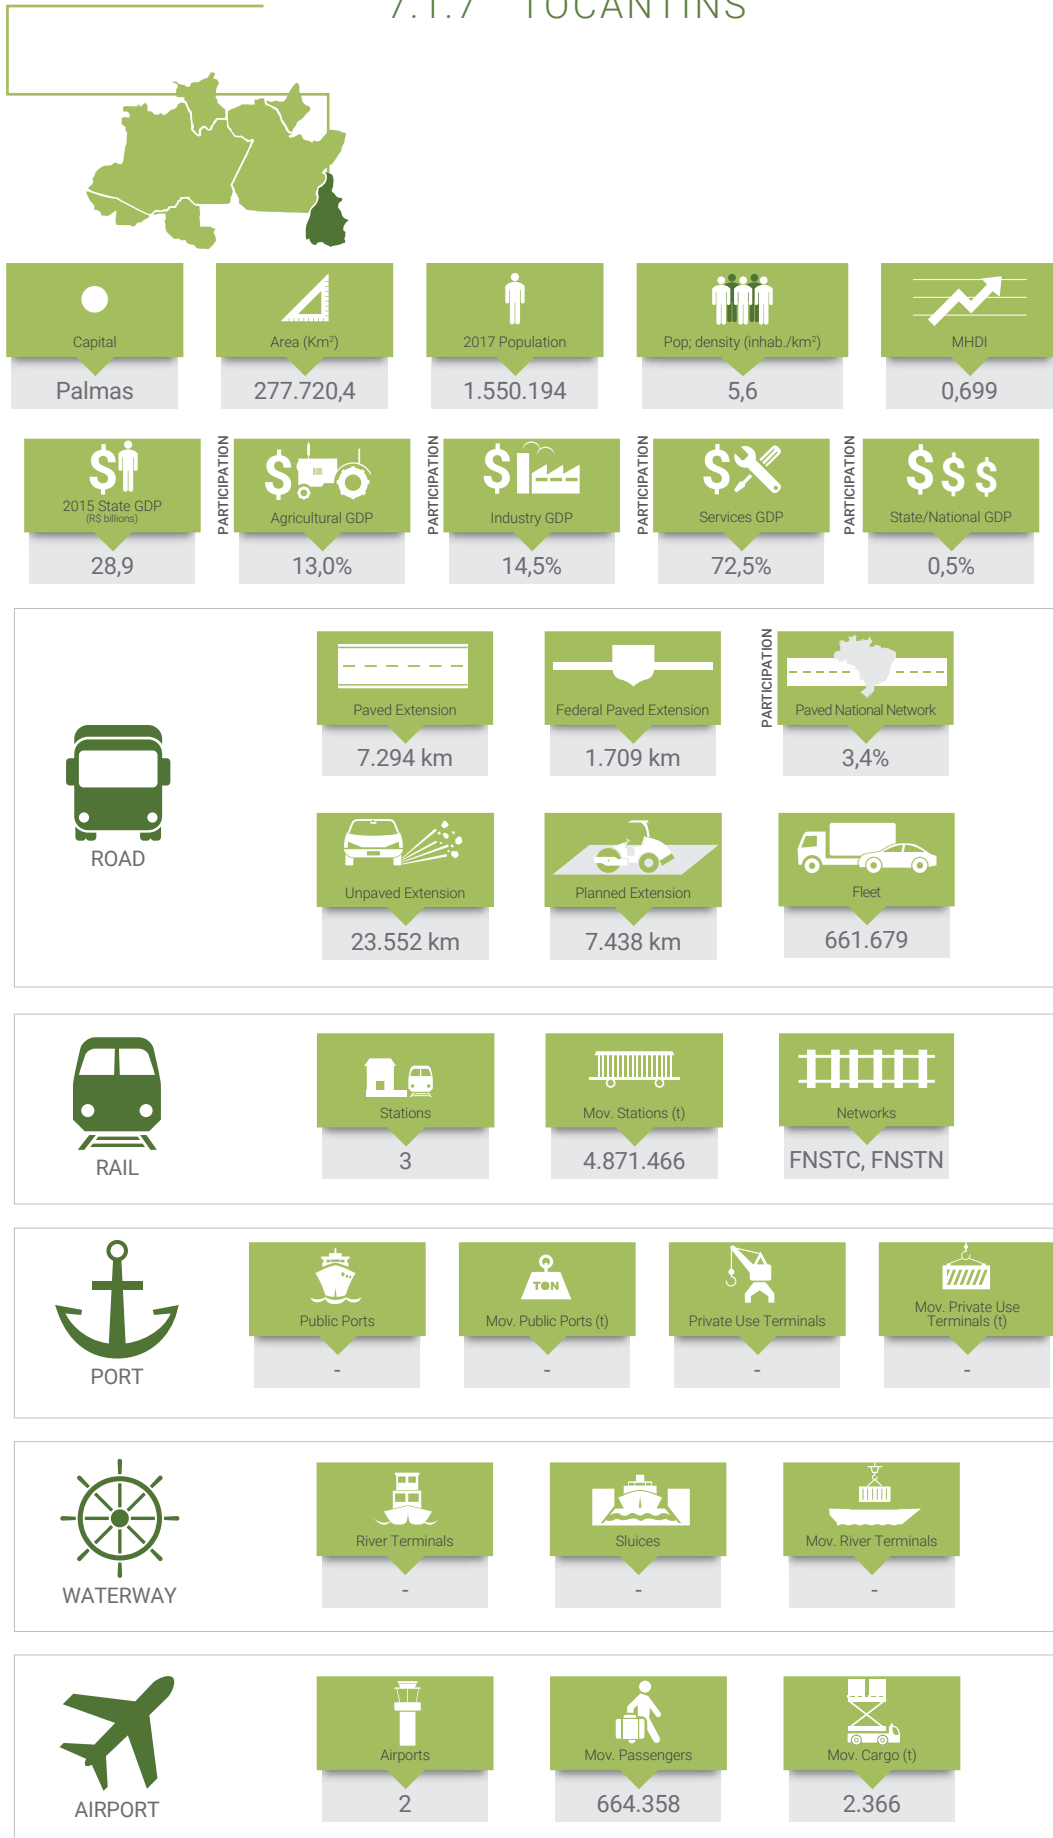 7.1.7 TOCANTINS
Capital
Area (Km²)
2017 Population
Pop; density (inhab./km²)
MHDI
Palmas
277.720,4
1.550.194
5,6
0,699
2015 State GDP
(R$ billions)
PARTICIPATION
Agricultural GDP
PARTICIPATION
Industry GDP
PARTICIPATION
Services GDP
PARTICIPATION
State/National GDP
28,9
13,0%
14,5%
72,5%
0,5%
ROAD
Paved Extension
Federal Paved Extension
PARTICIPATION
Paved National Network
7.294 km
1.709 km
3,4%
Unpaved Extension
Planned Extension
Fleet
23.552 km
7.438 km
661.679
RAIL
Stations
Mov. Stations (t)
Networks
3
4.871.466
FNSTC, FNSTN
PORT
Public Ports
TON
Mov. Public Ports (t)
Private Use Terminals
Mov. Private Use
Terminals (t)
-
-
-
-
WATERWAY
River Terminals
Sluices
Mov. River Terminals
-
-
-
AIRPORT
Airports
Mov. Passengers
Mov. Cargo (t)
2
664.358
2.366